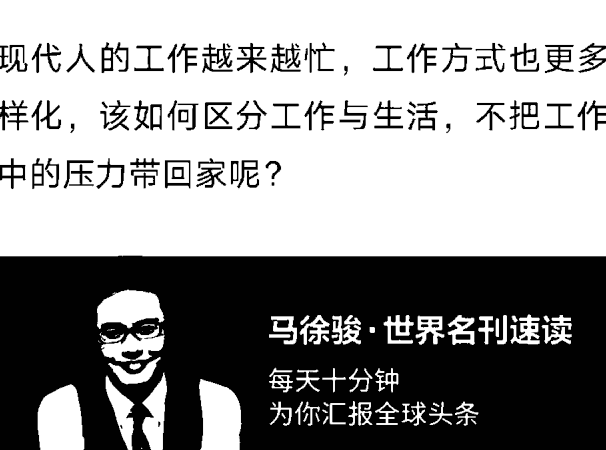 现代人的工作越来越忙，工作方式也更多
样化，该如何区分工作与生活，不把工作
中的压力带回家呢？
马徐骏·世界名刊速读
每天十分钟
为你汇报全球头条